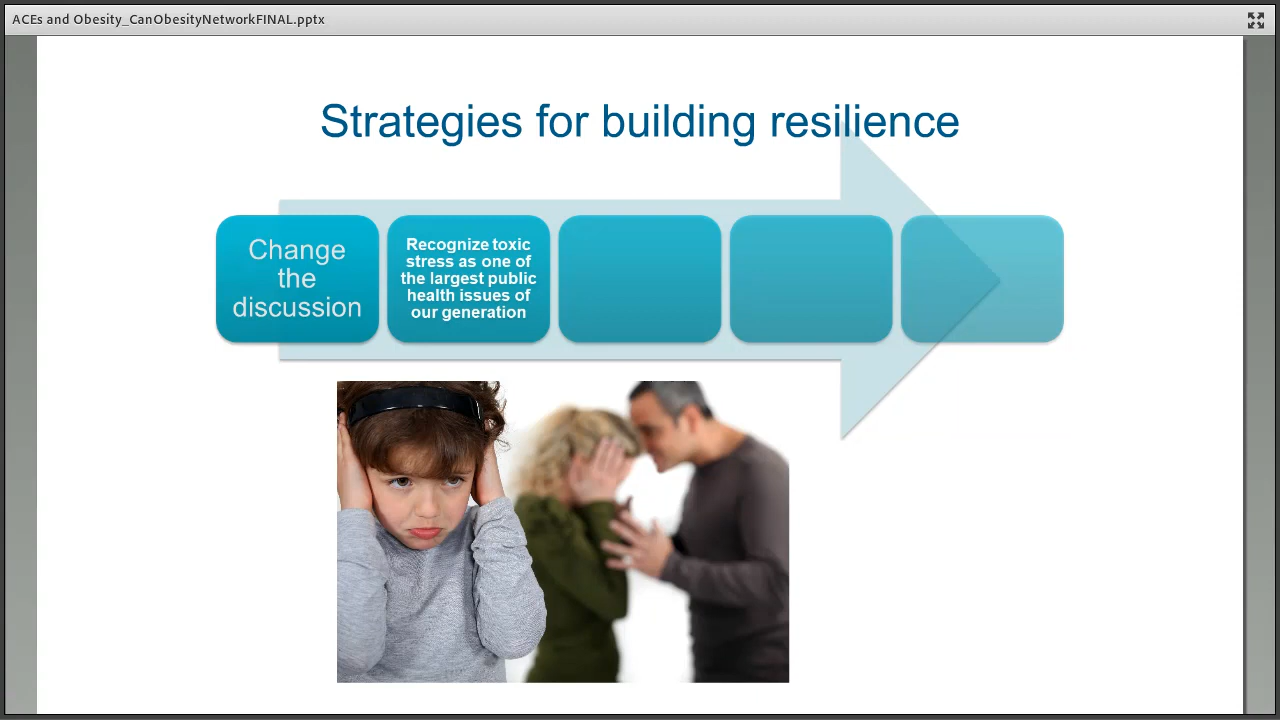 ACEs and Obesity_CanObesityNetworkFINAL.pptx
Strategies for building resilience
Change
the
discussion
Recognize toxic
stress as one of
the largest public
health issues of
our generation